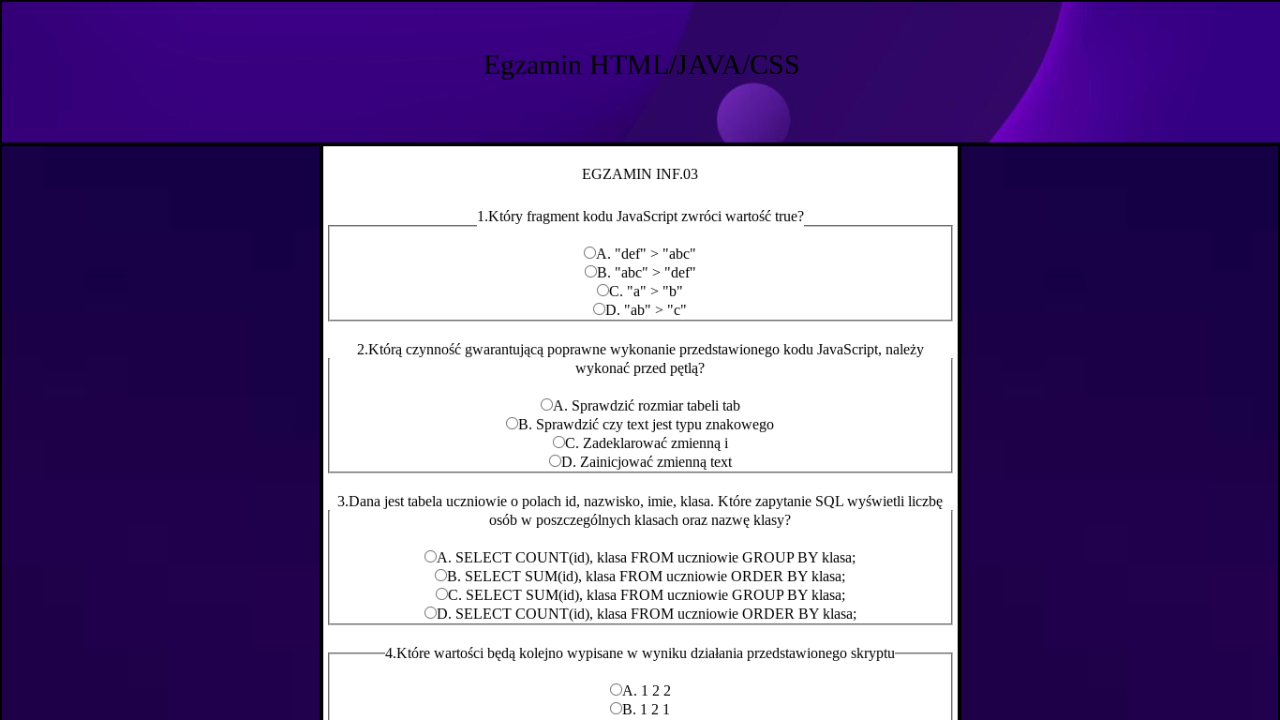 Egzamin HTML/JAVA/CSS
EGZAMIN INF.03
1.Który fragment kodu JavaScript zwróci wartość true?
A. "def" > "abc"
B. "abc" > "def"
C. "a" > "b"
D. "ab" > "c"
2.Którą czynność gwarantującą poprawne wykonanie przedstawionego kodu JavaScript, należy
wykonać przed pętlą?
A. Sprawdzić rozmiar tabeli tab
B. Sprawdzić czy text jest typu znakowego
C. Zadeklarować zmienną i
D. Zainicjować zmienną text
3.Dana jest tabela uczniowie o polach id, nazwisko, imie, klasa. Które zapytanie SQL wyświetli liczbę
osób w poszczególnych klasach oraz nazwę klasy?
A. SELECT COUNT(id), klasa FROM uczniowie GROUP BY klasa;
B. SELECT SUM(id), klasa FROM uczniowie ORDER BY klasa;
C. SELECT SUM(id), klasa FROM uczniowie GROUP BY klasa;
D. SELECT COUNT(id), klasa FROM uczniowie ORDER BY klasa;
4.Które wartości będą kolejno wypisane w wyniku działania przedstawionego skryptu
A. 1 2 2
B. 1 2 1